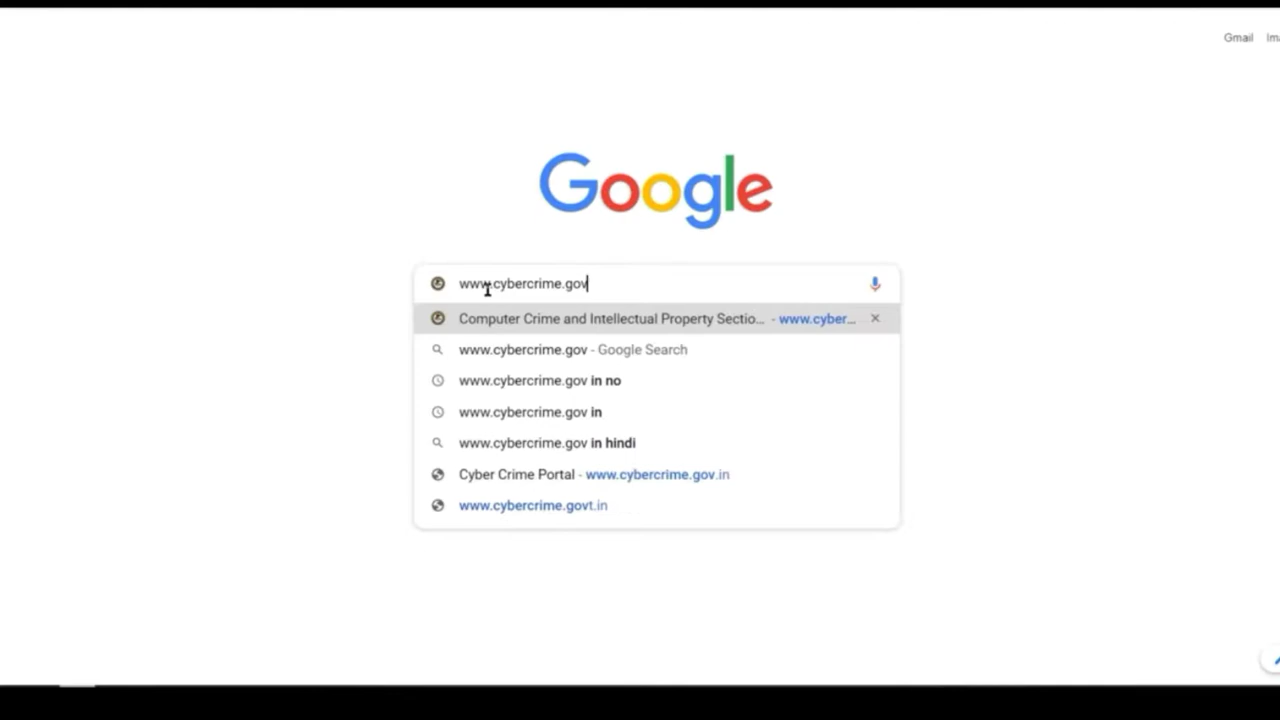 Gmail
Google
www.cybercrime.gov
Computer Crime and Intellectual Property Sectio... - www.cyber...
www.cybercrime.gov - Google Search
www.cybercrime.gov in no
www.cybercrime.gov in
www.cybercrime.gov in hindi
Cyber Crime Portal - www.cybercrime.gov.in
www.cybercrime.govt.in